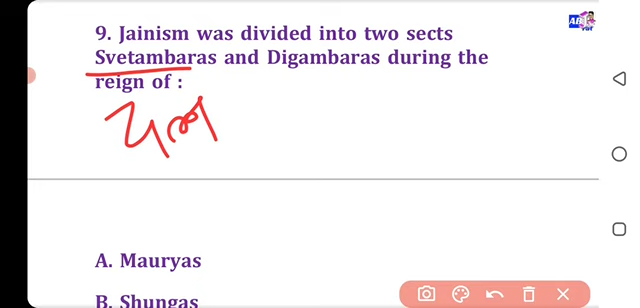 9. Jainism was divided into two sects
Svetambaras and Digambaras during the
reign of :
A. Mauryas
B. Shungas